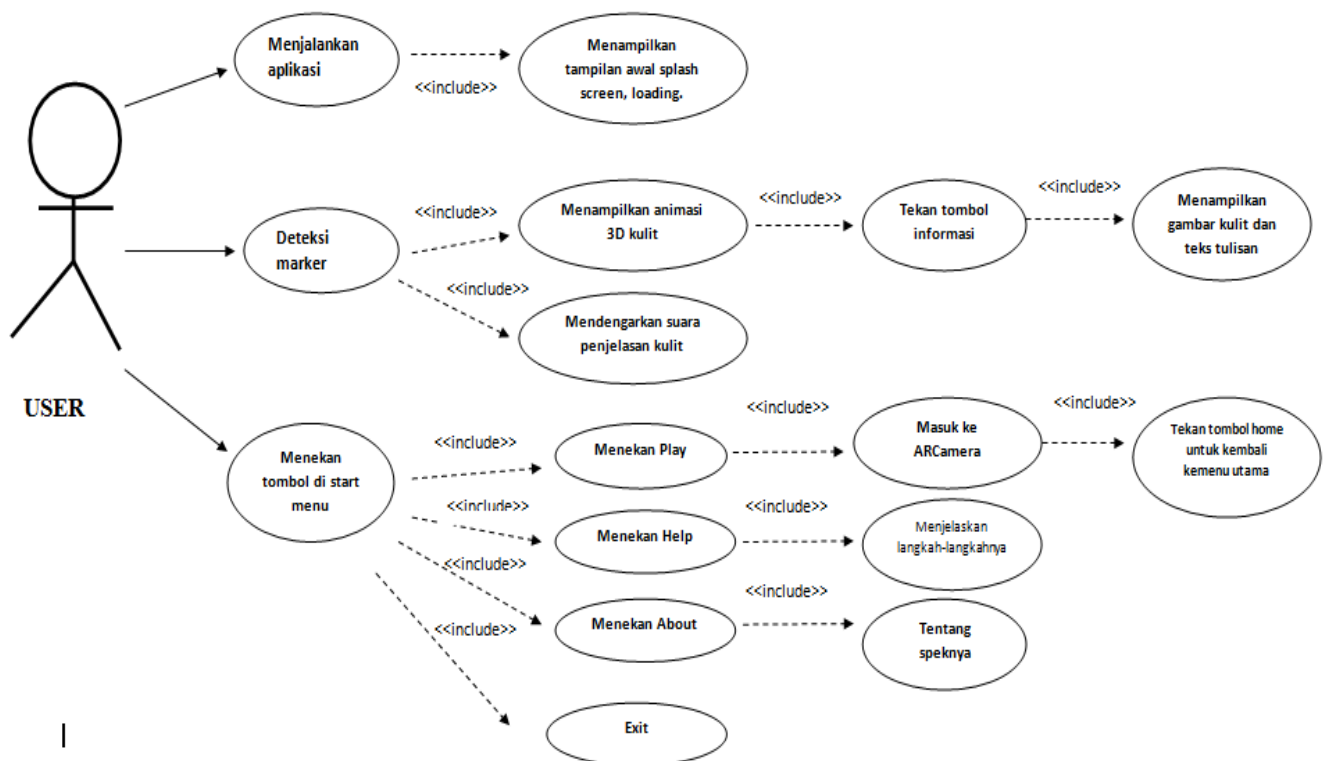 Menjalankan
aplikasi
<<include>>
Menampilkan
tampilan awal splash
screen, loading.
Deteksi
marker
<<include>>
Menampilkan animasi
3D kulit
<<include>>
Tekan tombol
informasi
<<include>>
Menampilkan
gambar kulit dan
teks tulisan
<<include>>
Mendengarkan suara
penjelasan kulit
USER
Menekan
tombol di start
menu
<<include>>
Menekan Play
<<include>>
Masuk ke
ARCamera
<<include>>
Tekan tombol home
untuk kembali
kemenu utama
<<include>>
Menekan Help
<<include>>
Menjelaskan
langkah-langkahnya
<<include>>
Menekan About
<<include>>
Tentang
speknya
<<include>>
Exit